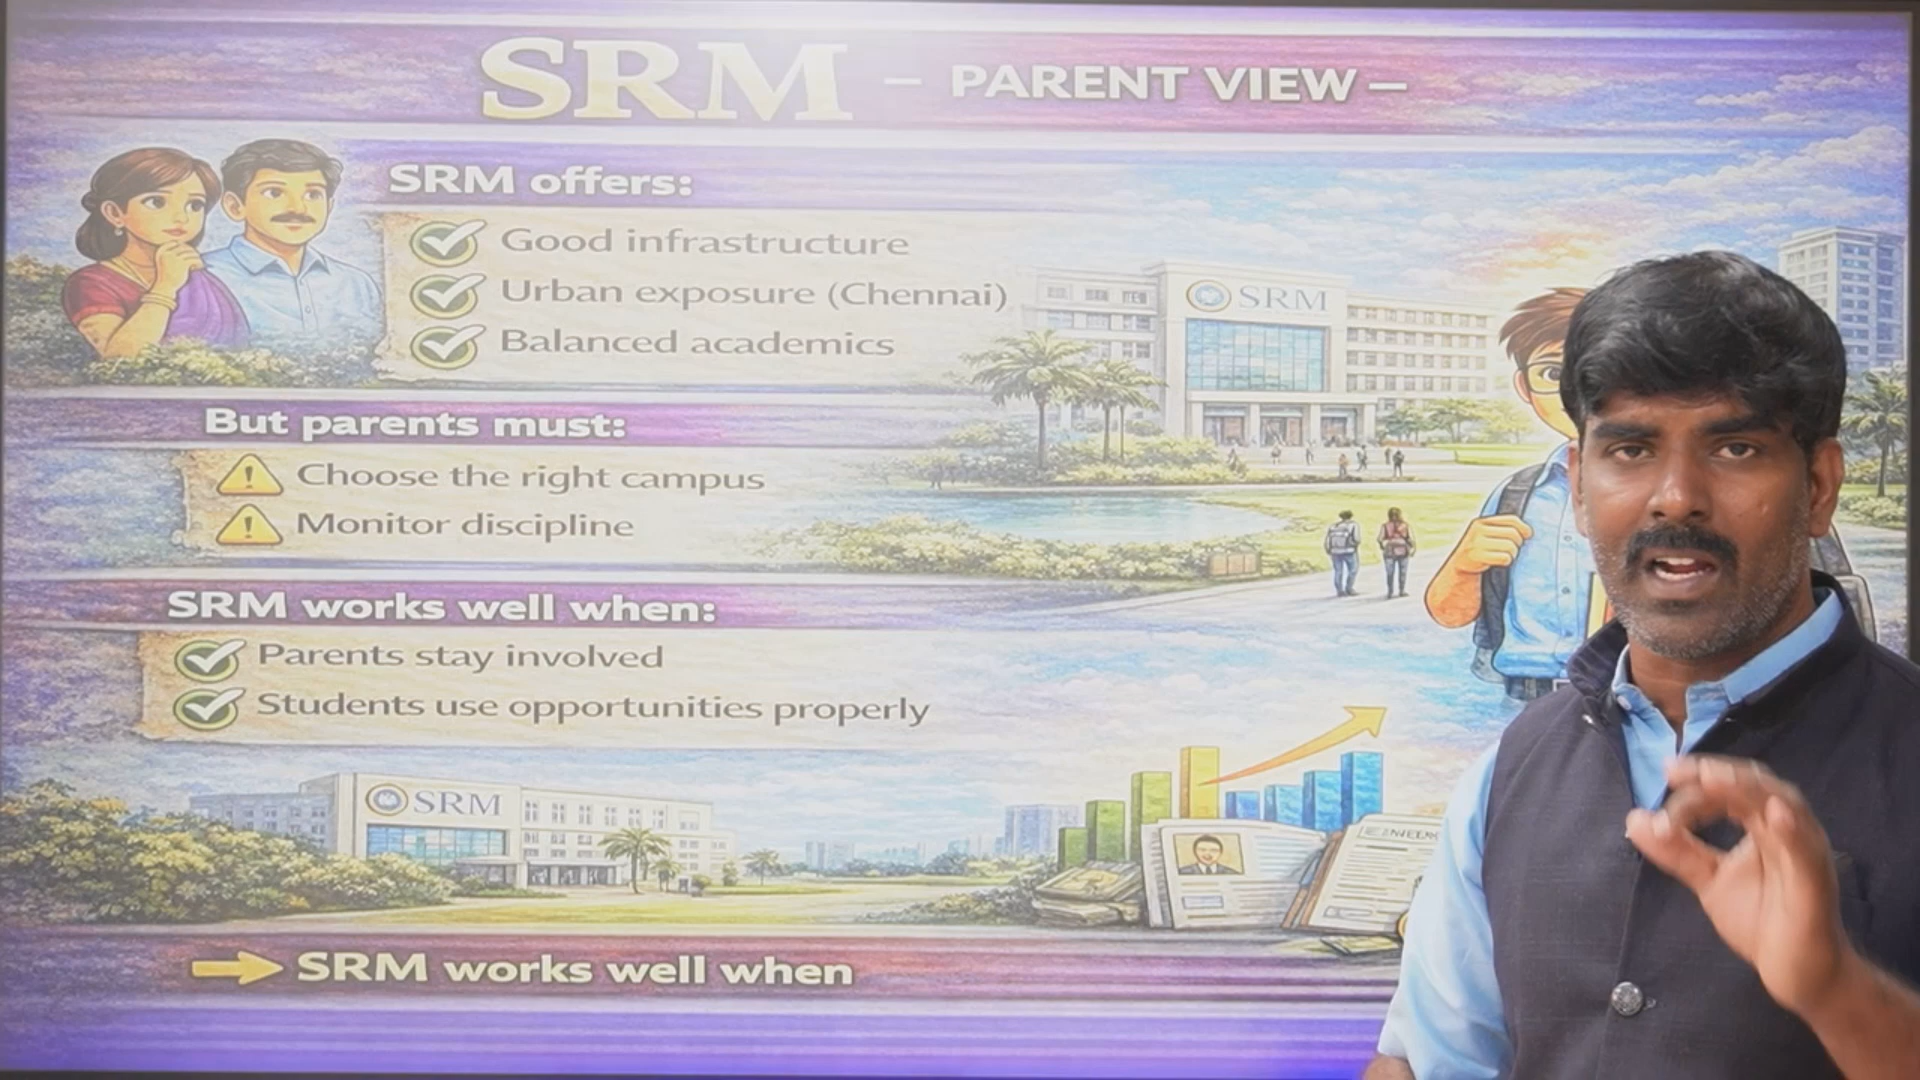 SRM – PARENT VIEW –
SRM offers:
Good infrastructure
Urban exposure (Chennai)
Balanced academics
SRM
But parents must:
Choose the right campus
Monitor discipline
SRM works well when:
Parents stay involved
Students use opportunities properly
SRM
SRM works well when